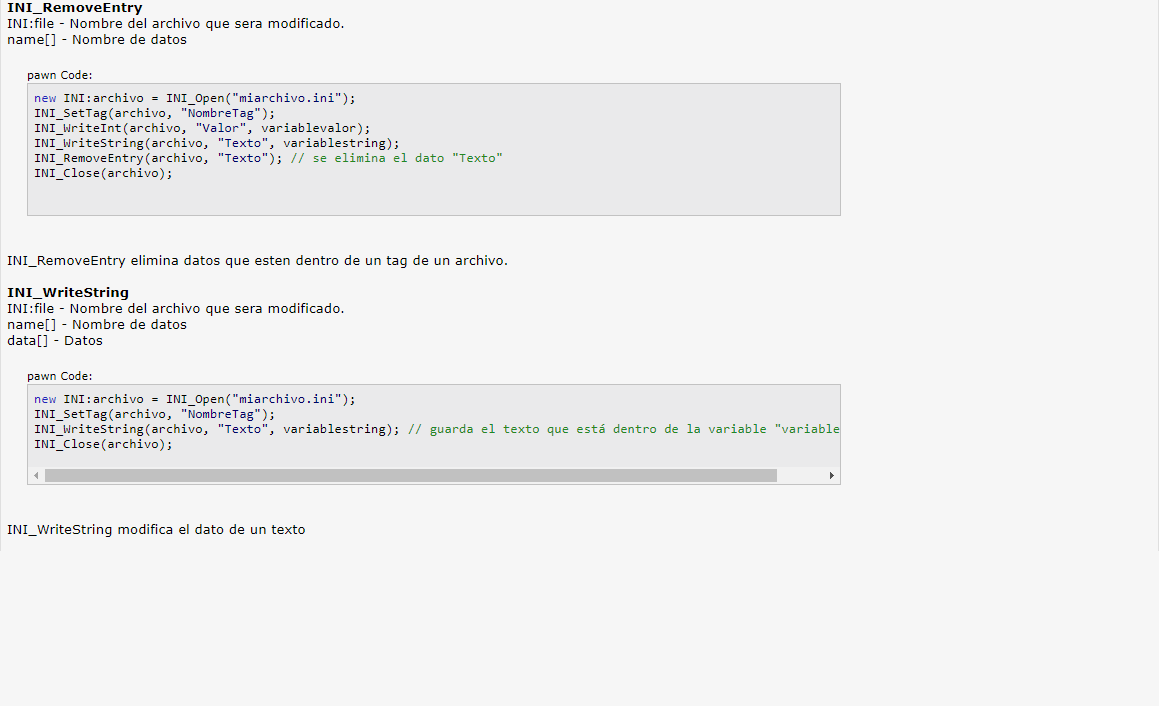 INI_RemoveEntry
INI:file - Nombre del archivo que sera modificado.
name[] - Nombre de datos
pawn Code:
new INI:archivo = INI_Open("miarchivo.ini");
INI_SetTag(archivo, "NombreTag");
INI_WriteInt(archivo, "Valor", variablevalor);
INI_WriteString(archivo, "Texto", variablestring);
INI_RemoveEntry(archivo, "Texto"); // se elimina el dato "Texto"
INI_Close(archivo);
INI_RemoveEntry elimina datos que esten dentro de un tag de un archivo.
INI_WriteString
INI:file - Nombre del archivo que sera modificado.
name[] - Nombre de datos
data[] - Datos
pawn Code:
new INI:archivo = INI_Open("miarchivo.ini");
INI_SetTag(archivo, "NombreTag");
INI_WriteString(archivo, "Texto", variablestring); // guarda el texto que está dentro de la variable "variable
INI_Close(archivo);
INI_WriteString modifica el dato de un texto